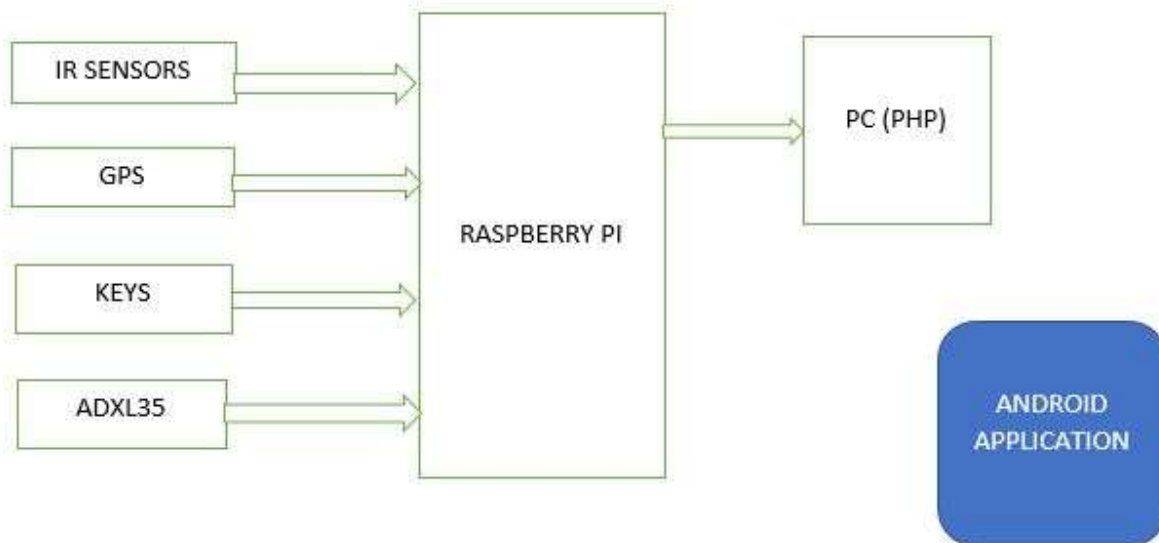 IR SENSORS
GPS
KEYS
ADXL35
RASPBERRY PI
PC (PHP)
ANDROID
APPLICATION